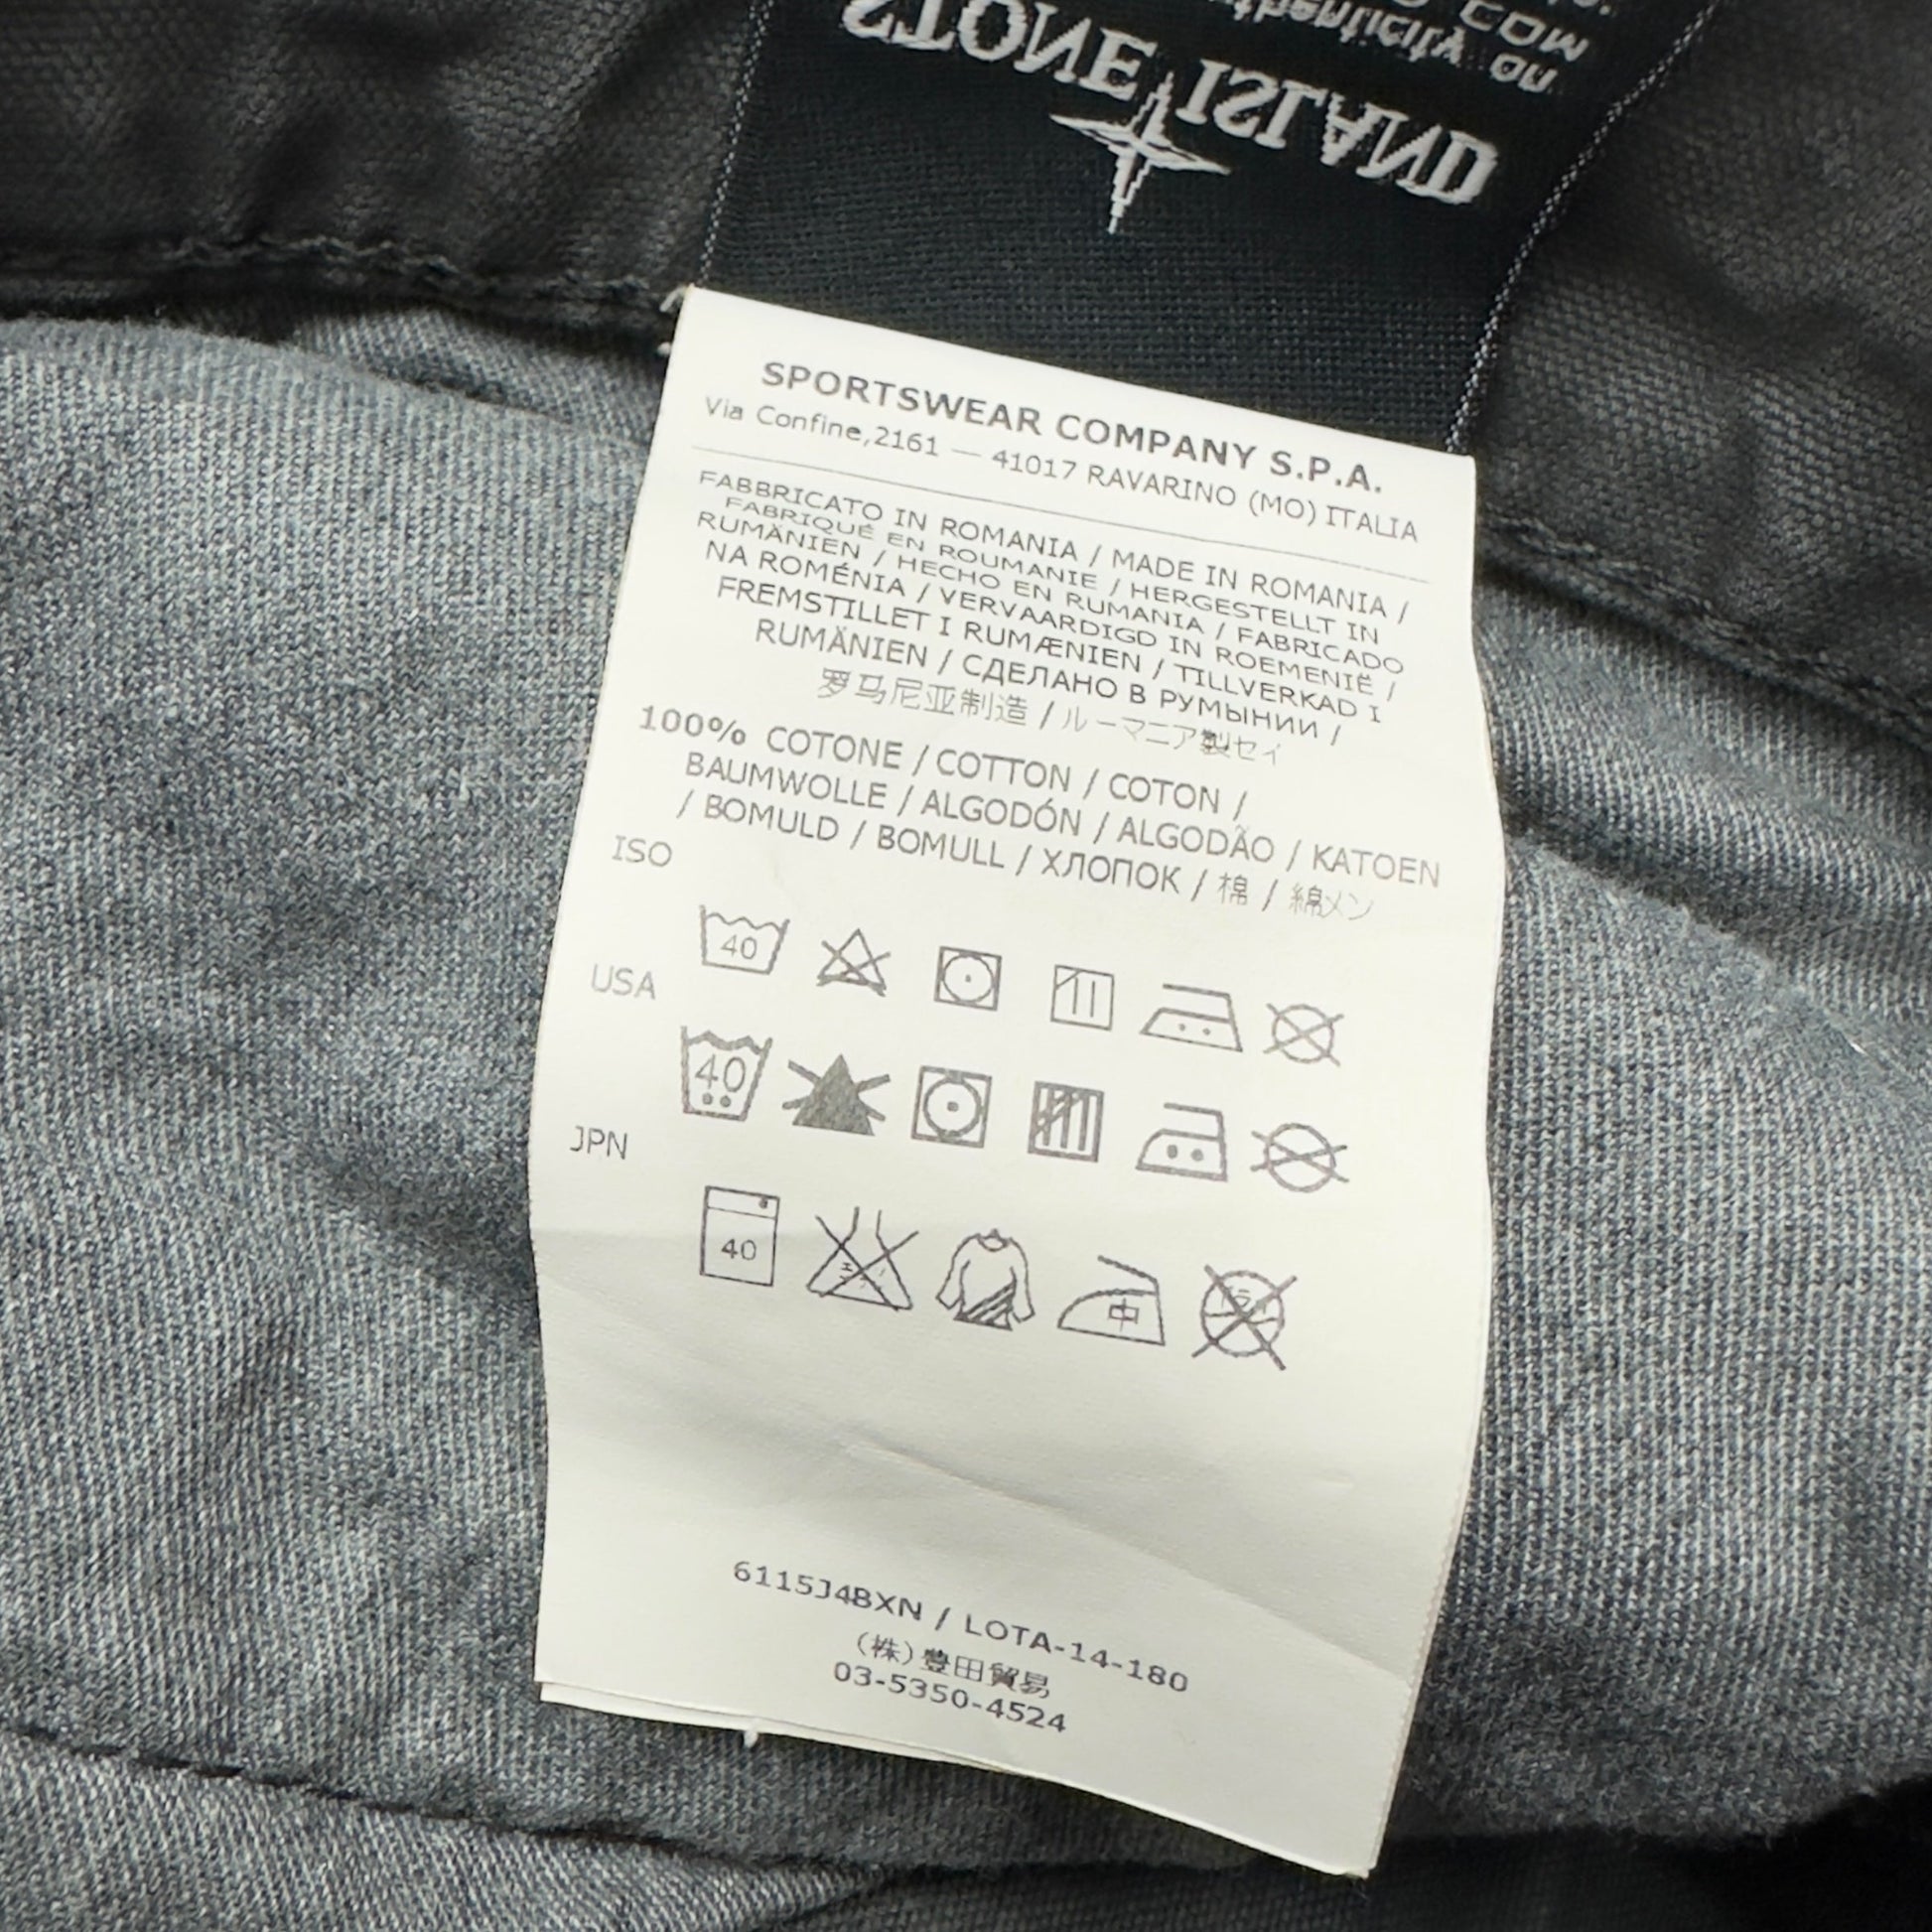 authenticity on
STONE ISLAND
SPORTSWEAR COMPANY S.P.A.
Via Confine,2161 — 41017 RAVARINO (MO) ITALIA
FABBRICATO IN ROMANIA / MADE IN ROMANIA /
FABRIQUÉ EN ROUMANIE / HERGESTELLT IN
RUMÄNIEN / HECHO EN RUMANIA / FABRICADO
NA ROMÉNIA / VERVAARDIGD IN ROEMENIË /
FREMSTILLET I RUMÆNIEN / TILLVERKAD I
RUMÄNIEN / СДЕЛАНО В РУМЫНИИ /
罗马尼亚制造 / ルーマニア製セイ
100% COTONE / COTTON / COTON /
BAUMWOLLE / ALGODÓN / ALGODÃO / KATOEN
/ BOMULD / BOMULL / ХЛОПОК / 棉 / 綿メン
ISO
40
USA
40
JPN
40
中
6115J4BXN / LOTA-14-180
(株)豊田貿易
03-5350-4524